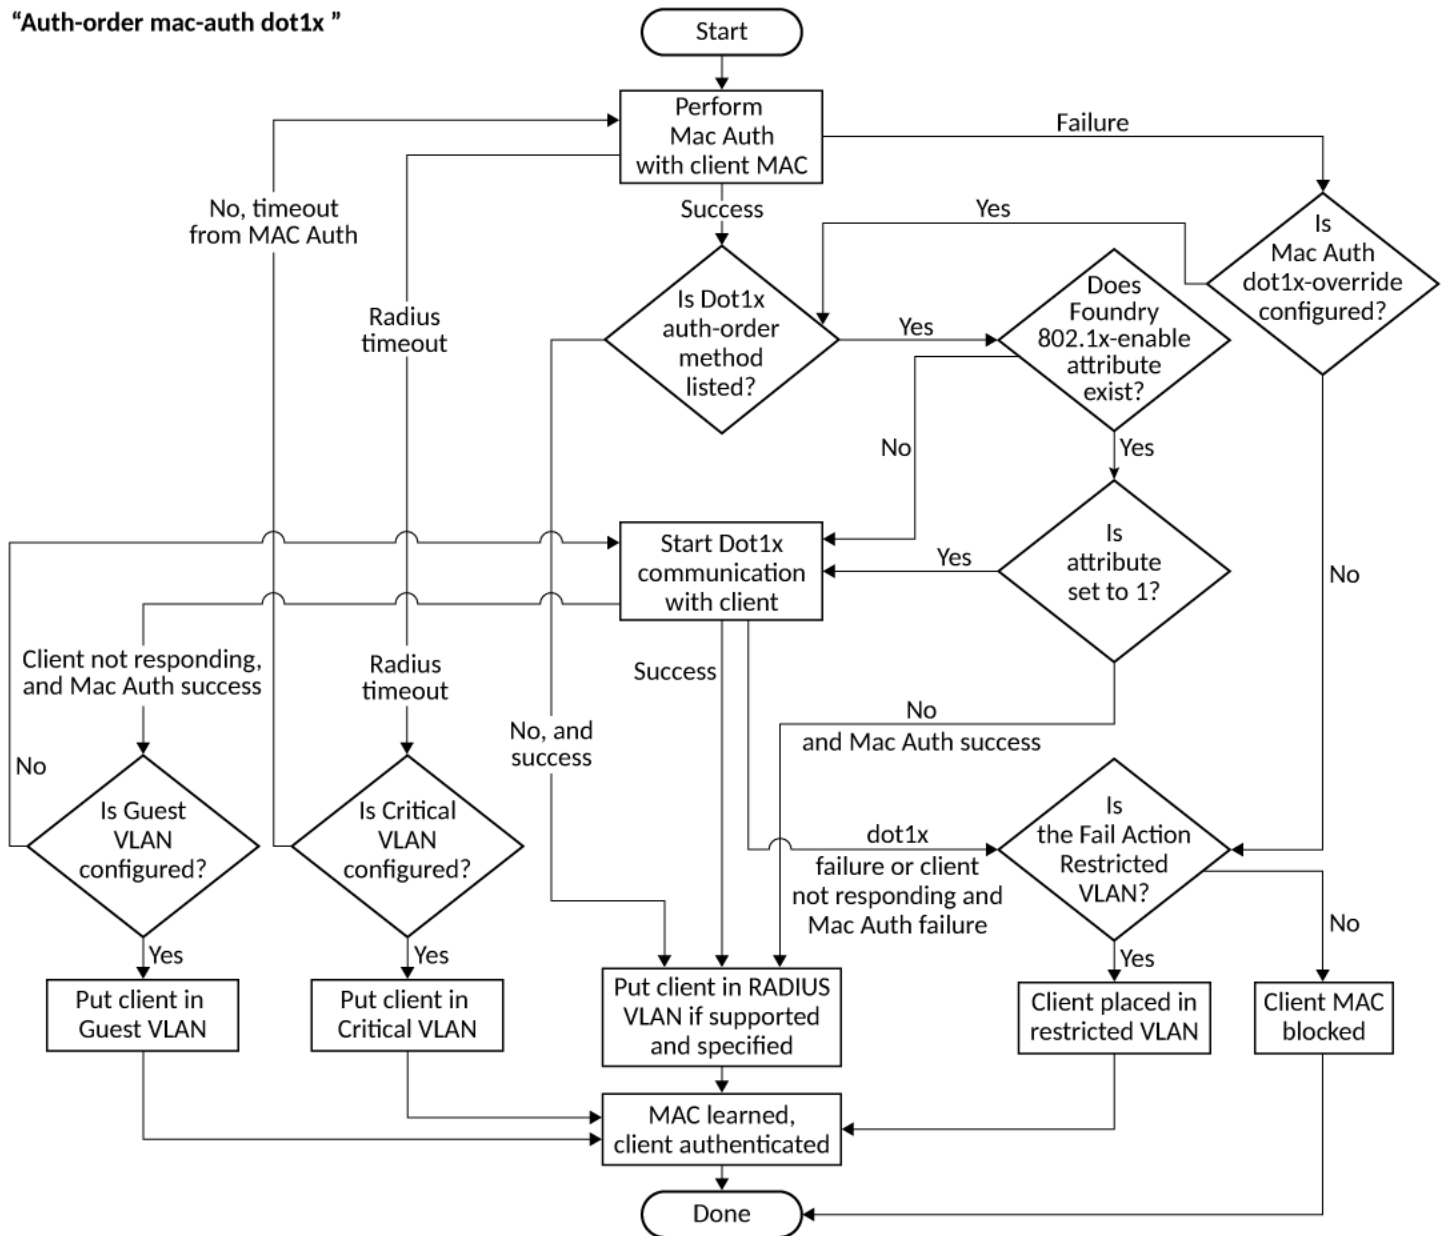 “Auth-order mac-auth dot1x ”
Start
Perform
Mac Auth
with client MAC
Failure
No, timeout
from MAC Auth
Success
Yes
Is
Mac Auth
dot1x-override
configured?
Radius
timeout
Is Dot1x
auth-order
method
listed?
Yes
Does
Foundry
802.1x-enable
attribute
exist?
No
Yes
Start Dot1x
communication
with client
Yes
Is
attribute
set to 1?
No
Client not responding,
and Mac Auth success
Radius
timeout
Success
No, and
success
No
and Mac Auth success
No
Is Guest
VLAN
configured?
Is Critical
VLAN
configured?
dot1x
failure or client
not responding and
Mac Auth failure
Is
the Fail Action
Restricted
VLAN?
No
Yes
Yes
Yes
Put client in
Guest VLAN
Put client in
Critical VLAN
Put client in RADIUS
VLAN if supported
and specified
Client placed in
restricted VLAN
Client MAC
blocked
MAC learned,
client authenticated
Done